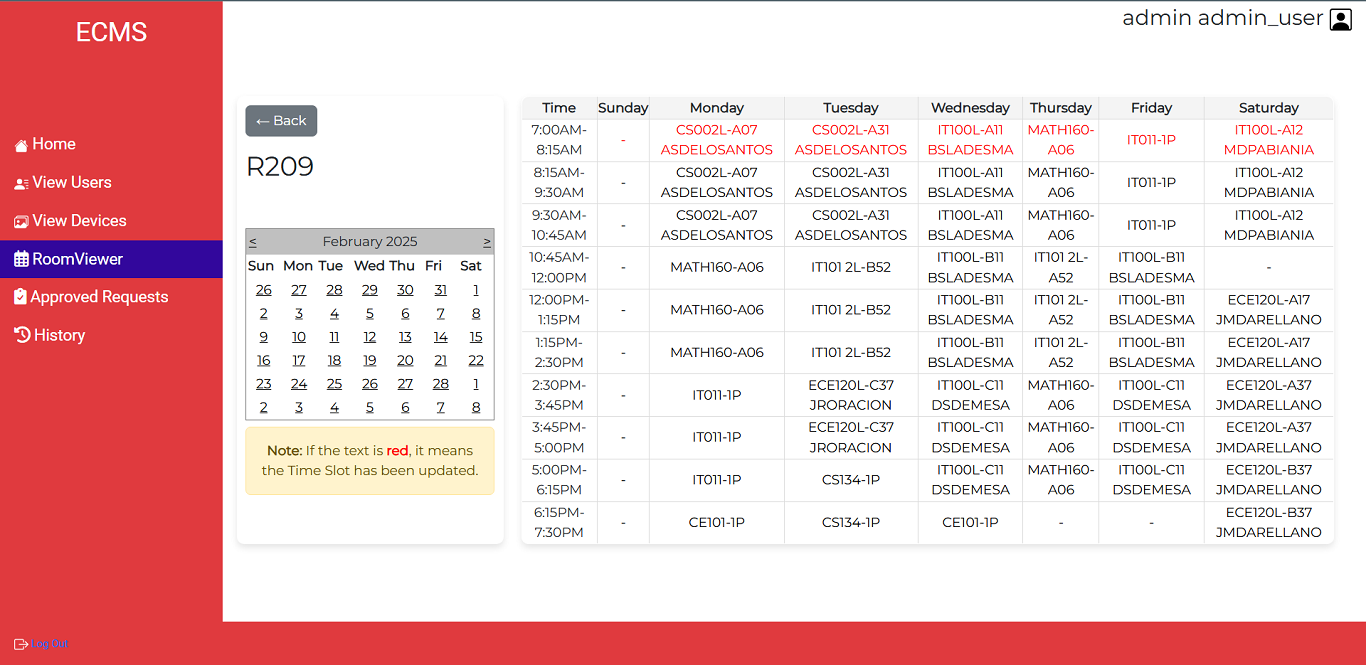 ECMS
admin admin_user
Home
View Users
View Devices
RoomViewer
Approved Requests
History
Log Out
← Back
R209
< February 2025 >
Sun Mon Tue Wed Thu Fri Sat
26 27 28 29 30 31 1
2 3 4 5 6 7 8
9 10 11 12 13 14 15
16 17 18 19 20 21 22
23 24 25 26 27 28 1
2 3 4 5 6 7 8
Note: If the text is red, it means
the Time Slot has been updated.
Time Sunday Monday Tuesday Wednesday Thursday Friday Saturday
7:00AM- CS002L-A07 CS002L-A31 IT100L-A11 MATH160- IT100L-A12
- IT011-1P
8:15AM ASDELOSANTOS ASDELOSANTOS BSLADESMA A06 MDPABIANIA
8:15AM- CS002L-A07 CS002L-A31 IT100L-A11 MATH160- IT100L-A12
- IT011-1P
9:30AM ASDELOSANTOS ASDELOSANTOS BSLADESMA A06 MDPABIANIA
9:30AM- CS002L-A07 CS002L-A31 IT100L-A11 MATH160- IT100L-A12
- IT011-1P
10:45AM ASDELOSANTOS ASDELOSANTOS BSLADESMA A06 MDPABIANIA
10:45AM- IT100L-B11 IT101 2L- IT100L-B11
- MATH160-A06 IT101 2L-B52 -
12:00PM BSLADESMA A52 BSLADESMA
12:00PM- IT100L-B11 IT101 2L- IT100L-B11 ECE120L-A17
- MATH160-A06 IT101 2L-B52
1:15PM BSLADESMA A52 BSLADESMA JMDARELLANO
1:15PM- IT100L-B11 IT101 2L- IT100L-B11 ECE120L-A17
- MATH160-A06 IT101 2L-B52
2:30PM BSLADESMA A52 BSLADESMA JMDARELLANO
2:30PM- ECE120L-C37 IT100L-C11 MATH160- IT100L-C11 ECE120L-A37
- IT011-1P
3:45PM JRORACION DSDEMESA A06 DSDEMESA JMDARELLANO
3:45PM- ECE120L-C37 IT100L-C11 MATH160- IT100L-C11 ECE120L-A37
- IT011-1P
5:00PM JRORACION DSDEMESA A06 DSDEMESA JMDARELLANO
5:00PM- IT100L-C11 MATH160- IT100L-C11 ECE120L-B37
- IT011-1P CS134-1P
6:15PM DSDEMESA A06 DSDEMESA JMDARELLANO
6:15PM- ECE120L-B37
- CE101-1P CS134-1P CE101-1P - -
7:30PM JMDARELLANO